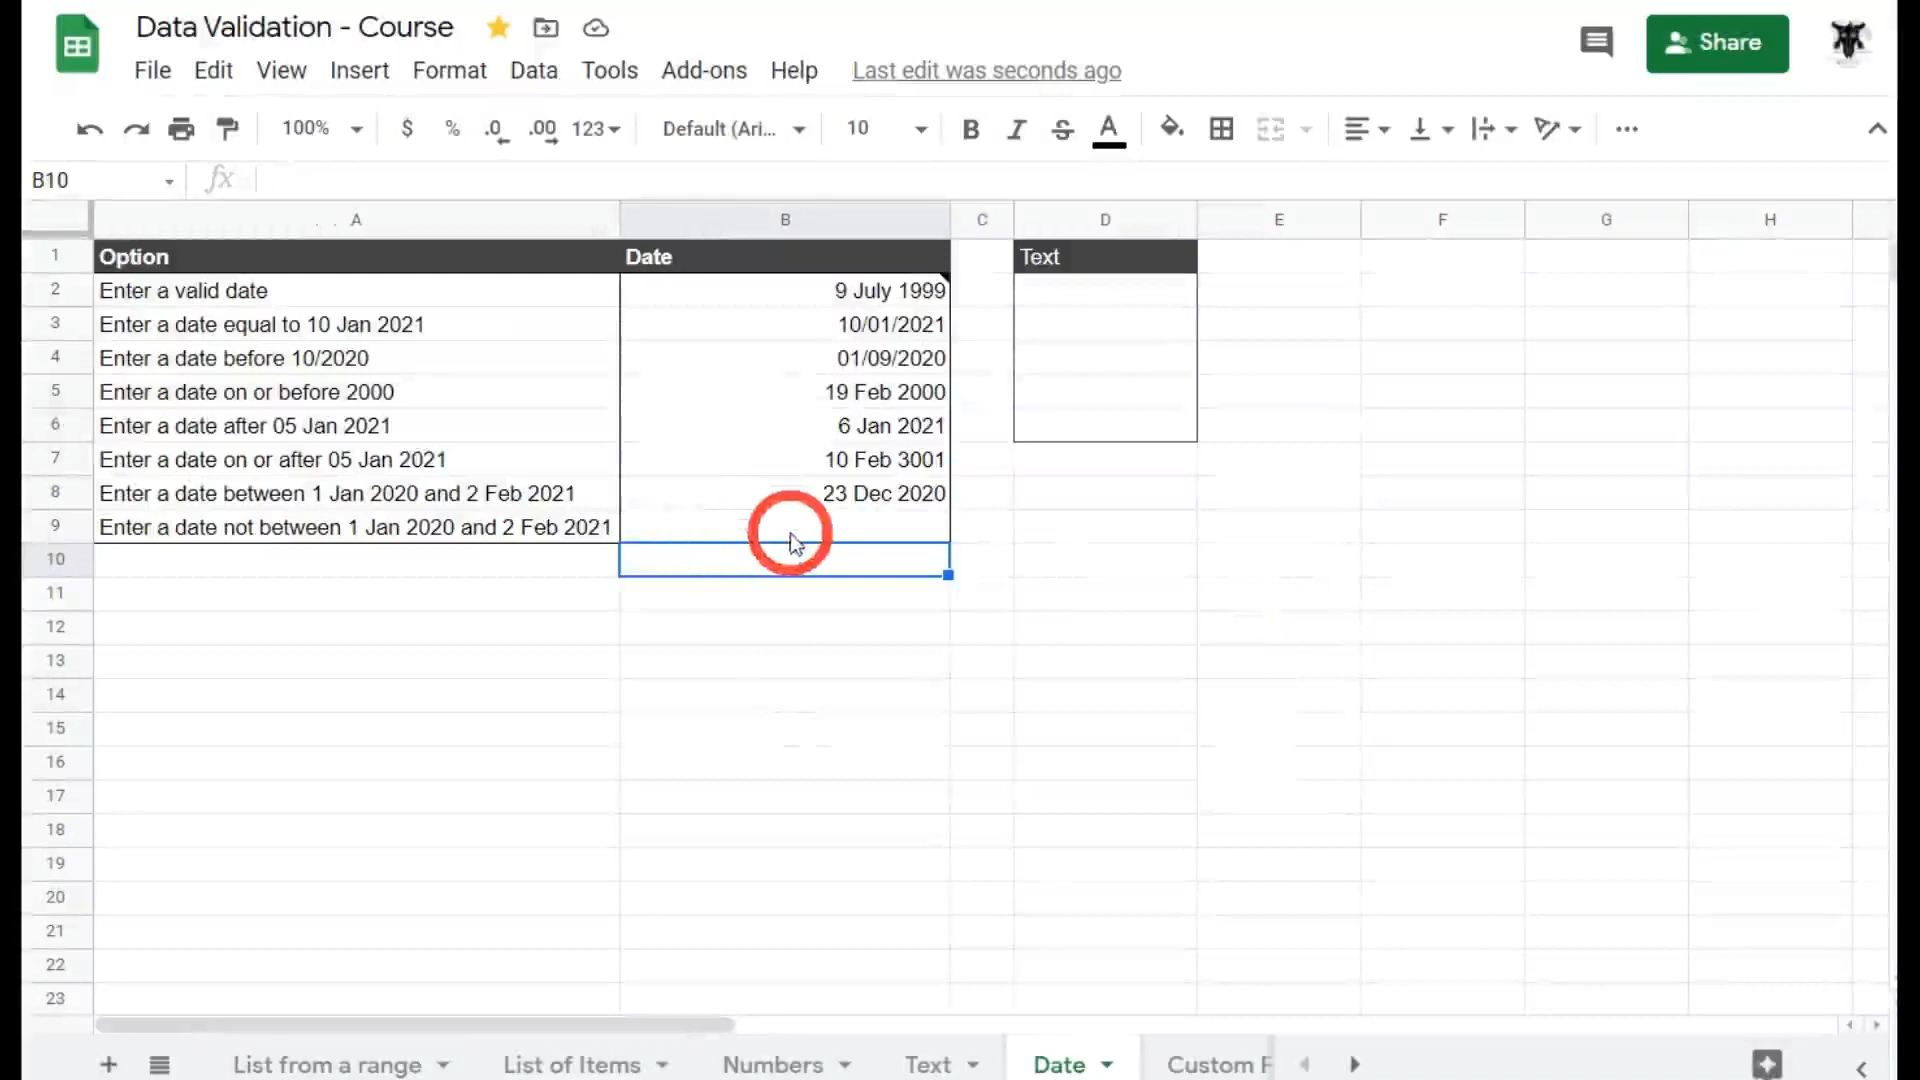 Data Validation - Course
Share
File Edit View Insert Format Data Tools Add-ons Help Last edit was seconds ago
100% $ % .0 .00 123 Default (Ari... 10 B I S A
B10 fx
A B C D E F G H
1 Option Date Text
2 Enter a valid date 9 July 1999
3 Enter a date equal to 10 Jan 2021 10/01/2021
4 Enter a date before 10/2020 01/09/2020
5 Enter a date on or before 2000 19 Feb 2000
6 Enter a date after 05 Jan 2021 6 Jan 2021
7 Enter a date on or after 05 Jan 2021 10 Feb 3001
8 Enter a date between 1 Jan 2020 and 2 Feb 2021 23 Dec 2020
9 Enter a date not between 1 Jan 2020 and 2 Feb 2021
10
11
12
13
14
15
16
17
18
19
20
21
22
23
List from a range List of Items Numbers Text Date Custom F